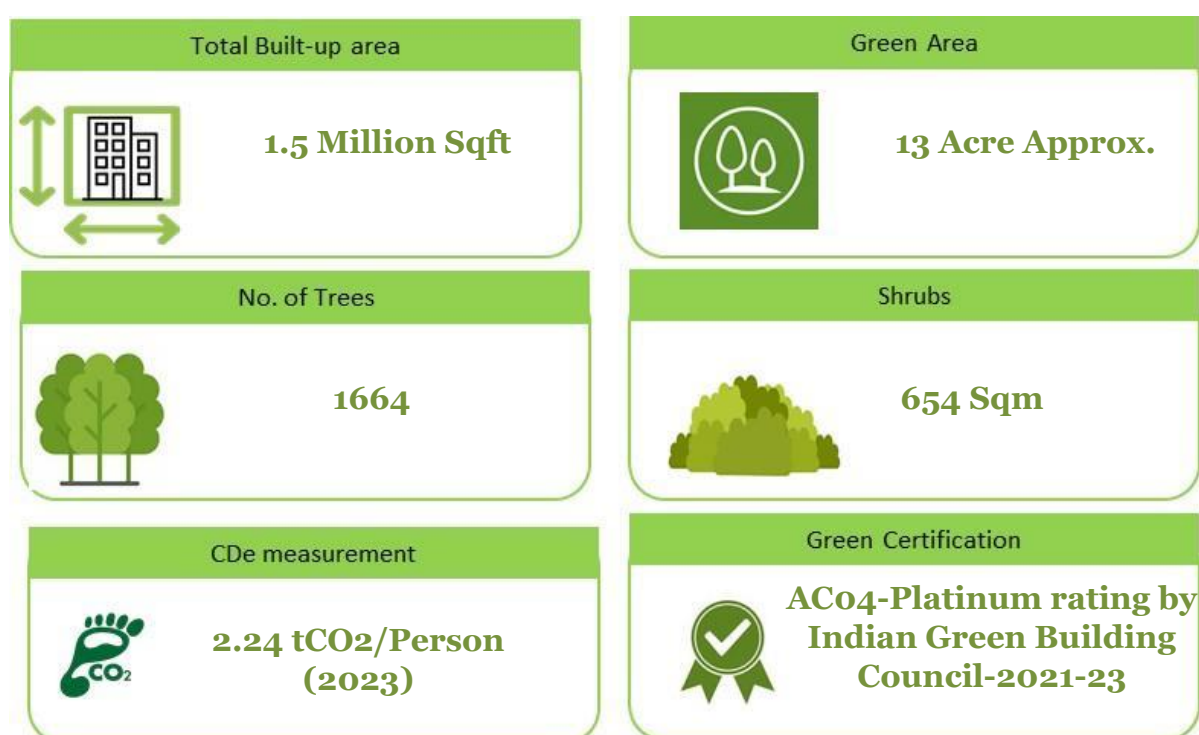 Total Built-up area
1.5 Million Sqft
Green Area
13 Acre Approx.
No. of Trees
1664
Shrubs
654 Sqm
CDe measurement
CO2
2.24 tCO2/Person
(2023)
Green Certification
AC04-Platinum rating by
Indian Green Building
Council-2021-23